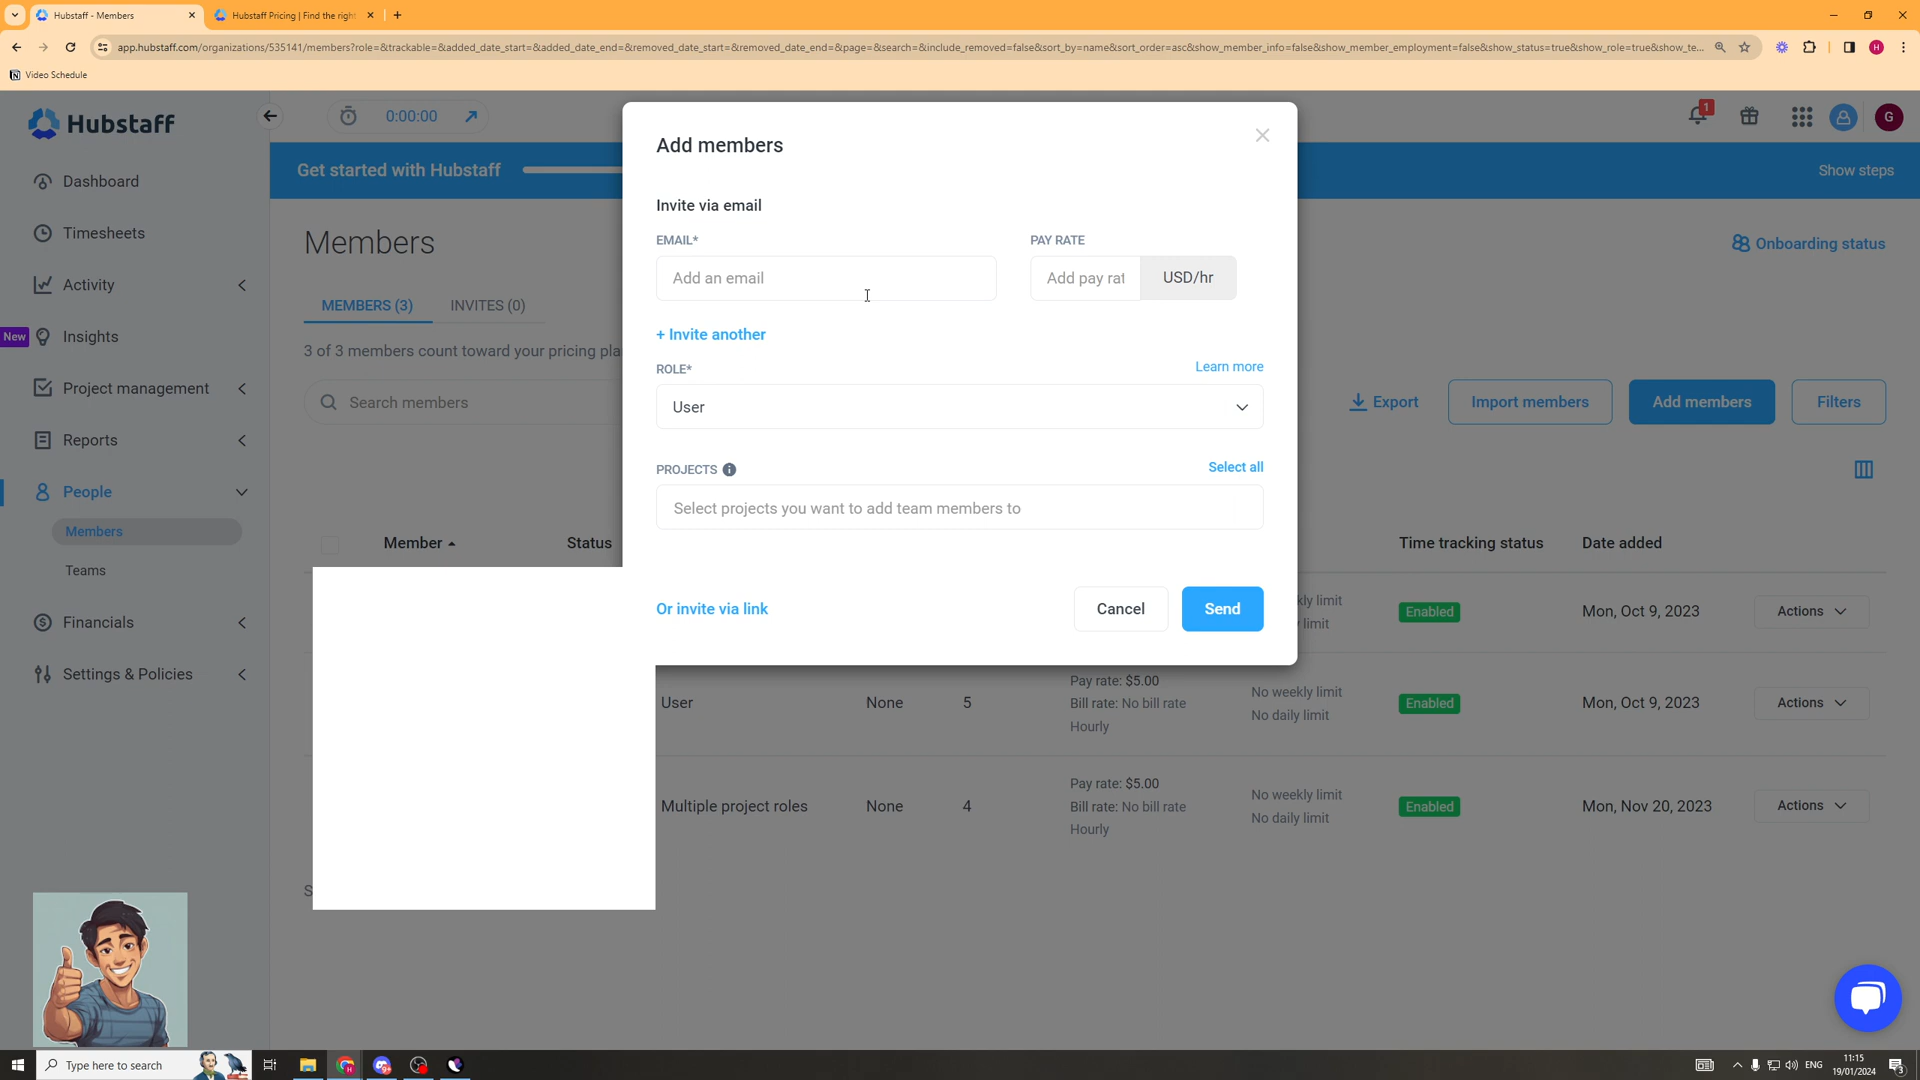 Hubstaff - Members
Hubstaff Pricing | Find the righ
app.hubstaff.com/organizations/535141/members?role=&trackable=&added_date_start=&added_date_end=&removed_date_start=&removed_date_end=&page=&search=&include_removed=false&sort_by=name&sort_order=asc&show_member_info=false&show_member_employment=false&show_status=true&show_role=true&show_te...
H
Video Schedule
Hubstaff
0:00:00
1
G
Get started with Hubstaff
Show steps
Dashboard
Timesheets
Activity
New
Insights
Project management
Reports
People
Members
Teams
Financials
Settings & Policies
Members
Onboarding status
MEMBERS (3)
INVITES (0)
3 of 3 members count toward your pricing pla
Search members
Export
Import members
Add members
Filters
Member
Status
Time tracking status
Date added
Add members
Invite via email
EMAIL*
PAY RATE
Add an email
Add pay rat
USD/hr
+ Invite another
ROLE*
Learn more
User
PROJECTS
Select all
Select projects you want to add team members to
Or invite via link
Cancel
Send
kly limit
limit
Enabled
Mon, Oct 9, 2023
Actions
User
None
5
Pay rate: $5.00
Bill rate: No bill rate
Hourly
No weekly limit
No daily limit
Enabled
Mon, Oct 9, 2023
Actions
Multiple project roles
None
4
Pay rate: $5.00
Bill rate: No bill rate
Hourly
No weekly limit
No daily limit
Enabled
Mon, Nov 20, 2023
Actions
S
Type here to search
ENG
11:15
19/01/2024
3